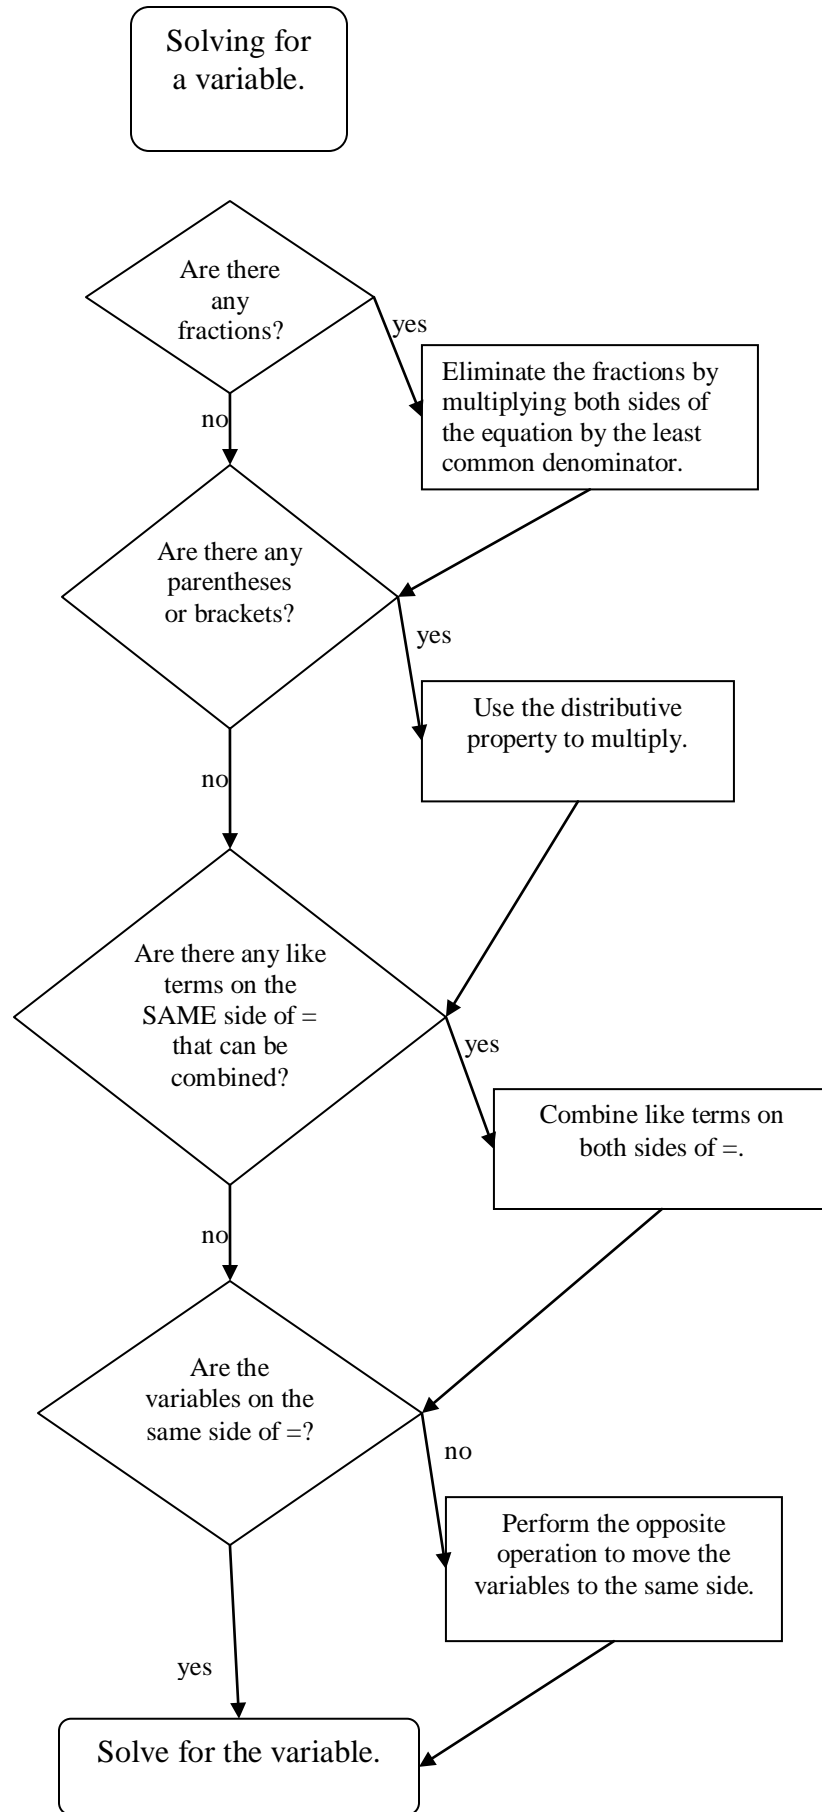 Solving for
a variable.
Are there
any
fractions?
yes
Eliminate the fractions by
multiplying both sides of
the equation by the least
common denominator.
no
Are there any
parentheses
or brackets?
yes
Use the distributive
property to multiply.
no
Are there any like
terms on the
SAME side of =
that can be
combined?
yes
Combine like terms on
both sides of =.
no
Are the
variables on the
same side of =?
no
Perform the opposite
operation to move the
variables to the same side.
yes
Solve for the variable.